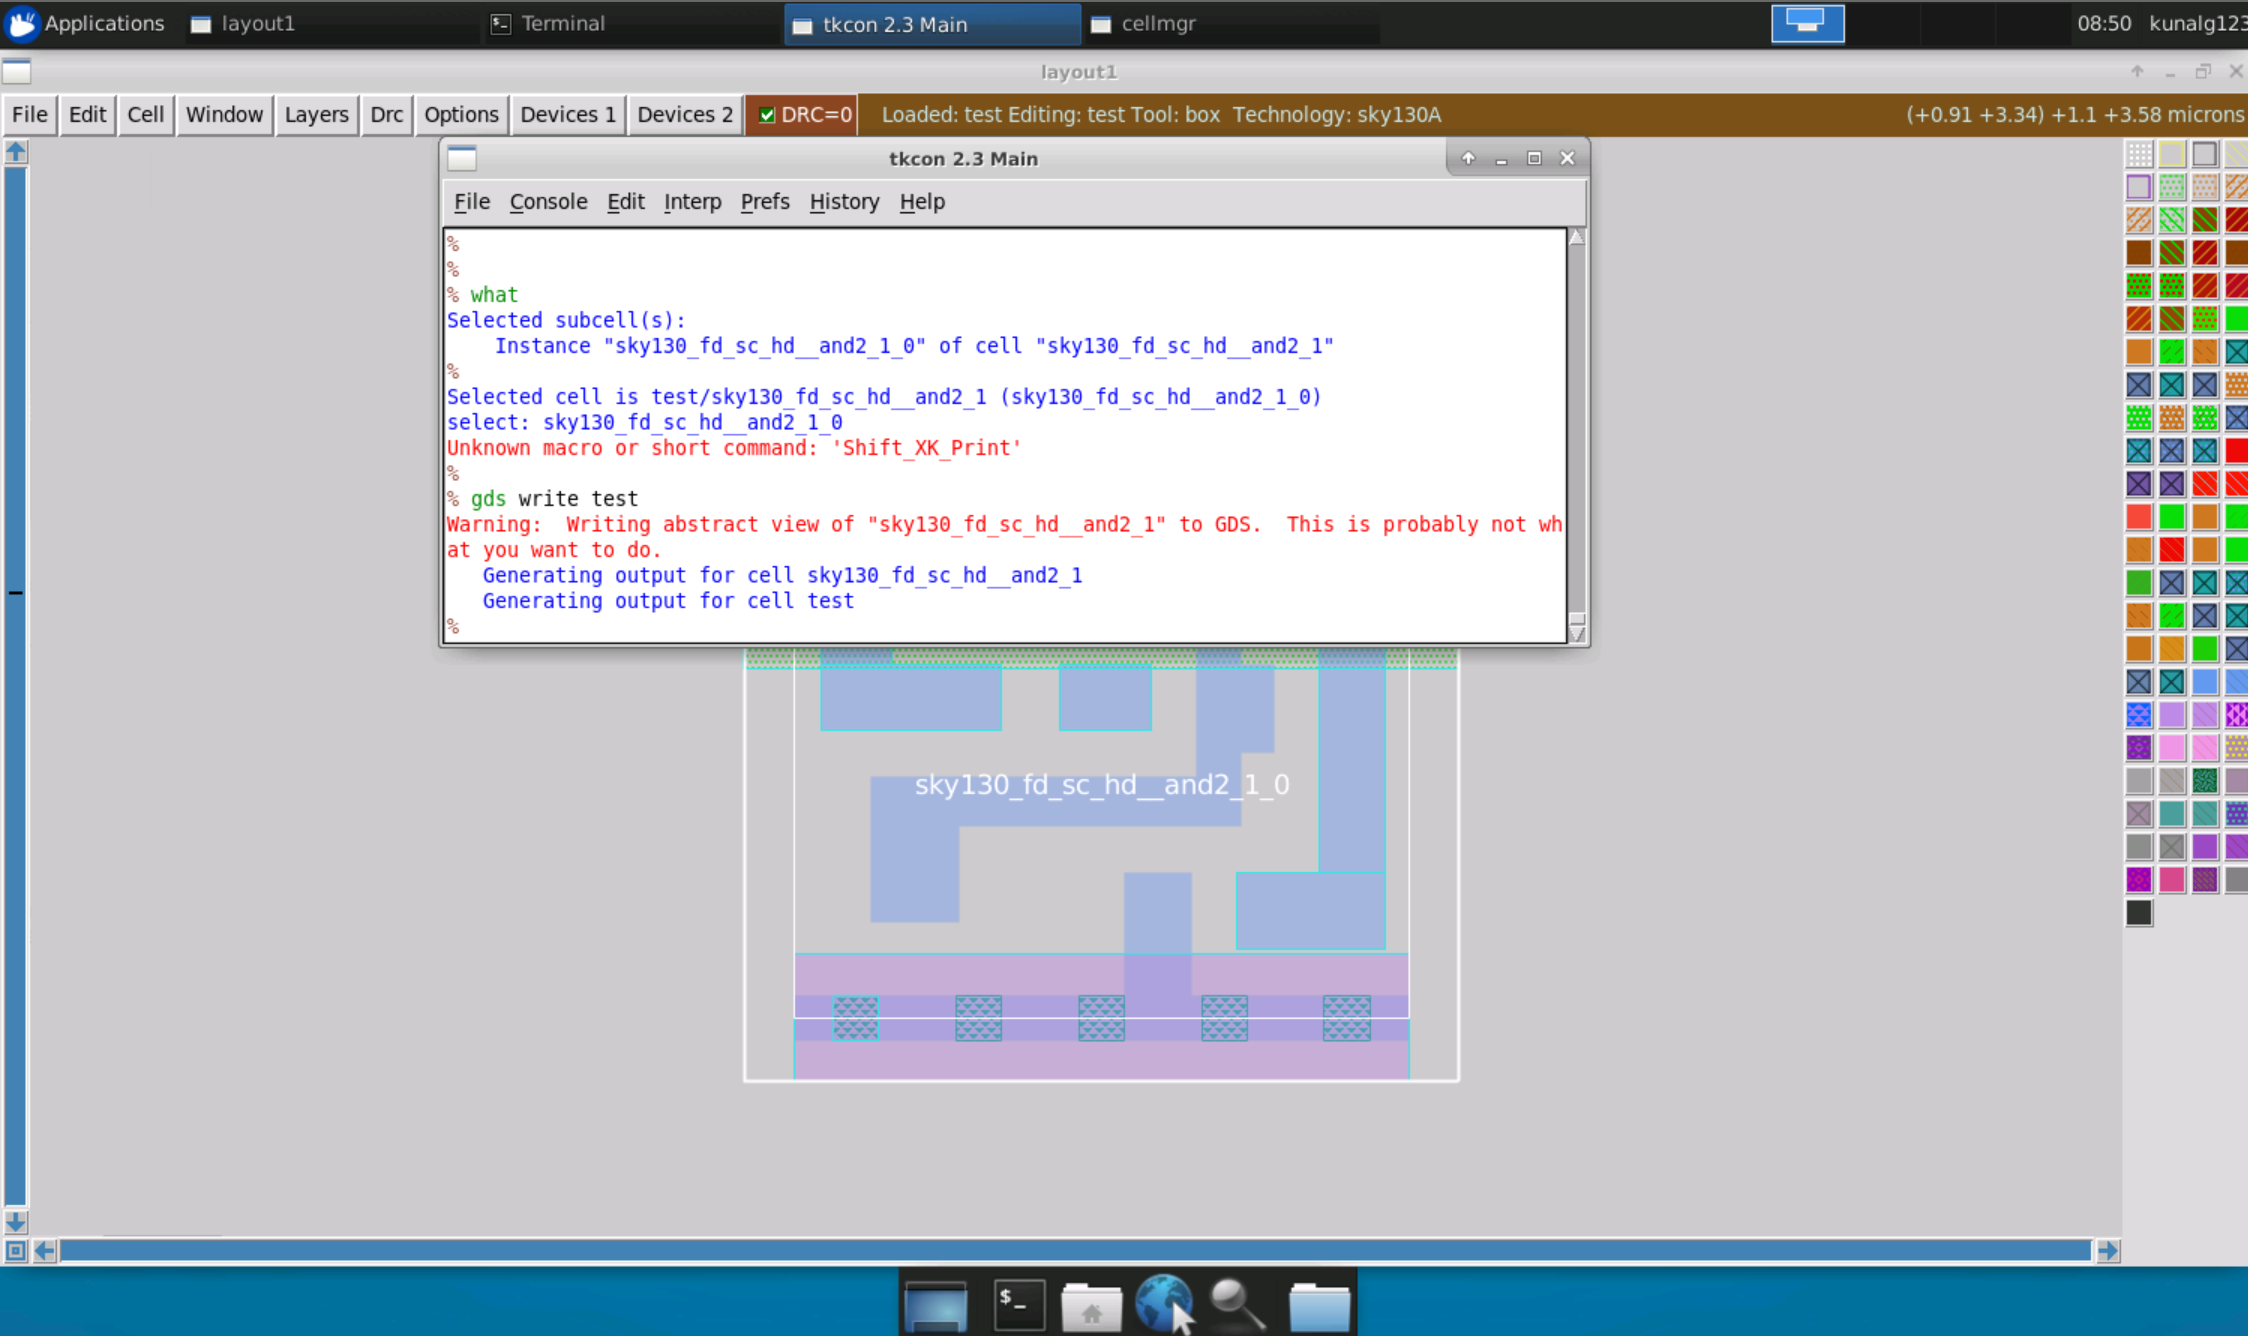 Applications layout1 Terminal tkcon 2.3 Main cellmgr 08:50 kunalg123
layout1
File Edit Cell Window Layers Drc Options Devices 1 Devices 2 DRC=0 Loaded: test Editing: test Tool: box Technology: sky130A (+0.91 +3.34) +1.1 +3.58 microns
tkcon 2.3 Main
File Console Edit Interp Prefs History Help
%
%
% what
Selected subcell(s):
Instance "sky130_fd_sc_hd__and2_1_0" of cell "sky130_fd_sc_hd__and2_1"
%
Selected cell is test/sky130_fd_sc_hd__and2_1 (sky130_fd_sc_hd__and2_1_0)
select: sky130_fd_sc_hd__and2_1_0
Unknown macro or short command: 'Shift_XK_Print'
%
% gds write test
Warning:  Writing abstract view of "sky130_fd_sc_hd__and2_1" to GDS.  This is probably not wh
at you want to do.
Generating output for cell sky130_fd_sc_hd__and2_1
Generating output for cell test
%
sky130_fd_sc_hd__and2_1_0
$_